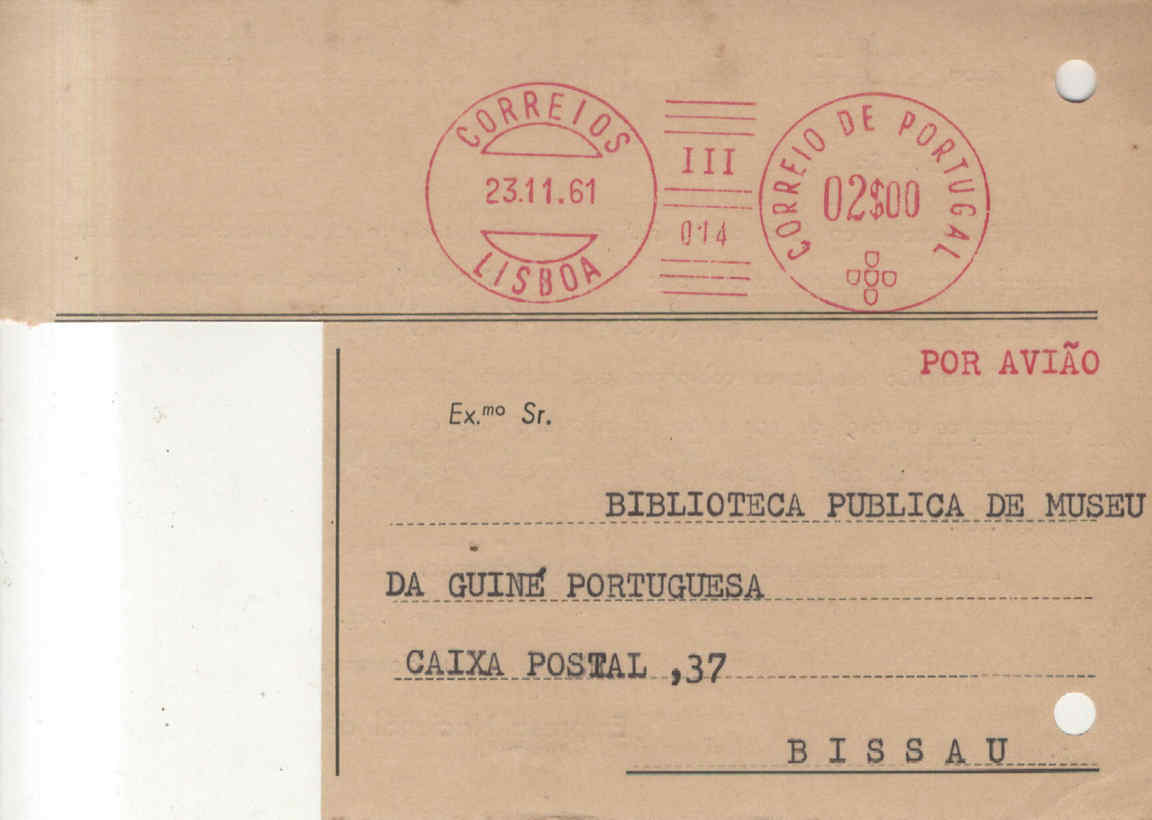 CORREIOS
23.11.61
LISBOA
III
014
CORREIO DE PORTUGAL
02$00
POR AVIÃO
Ex.mo Sr.
BIBLIOTECA PUBLICA DE MUSEU
DA GUINÉ PORTUGUESA
CAIXA POSTAL ,37
BISSAU